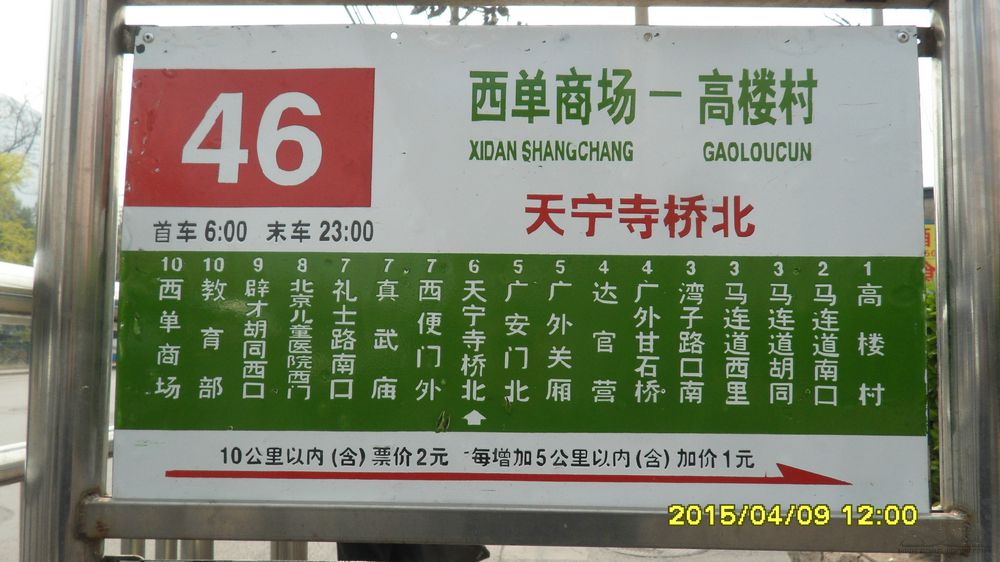 46
西单商场 — 高楼村
XIDAN SHANGCHANG GAOLOUCUN
天宁寺桥北
首车 6:00 末车 23:00
10 西单商场
10 教育部
9 辟才胡同西口
8 北京儿童医院西门
7 礼士路南口
7 真武庙
7 西便门外
6 天宁寺桥北
5 广安门北
5 广外关厢
4 达官营
4 广外甘石桥
3 湾子路口南
3 马连道西里
3 马连道胡同
2 马连道南口
1 高楼村
10公里以内(含)票价2元 每增加5公里以内(含)加价1元
2015/04/09 12:00